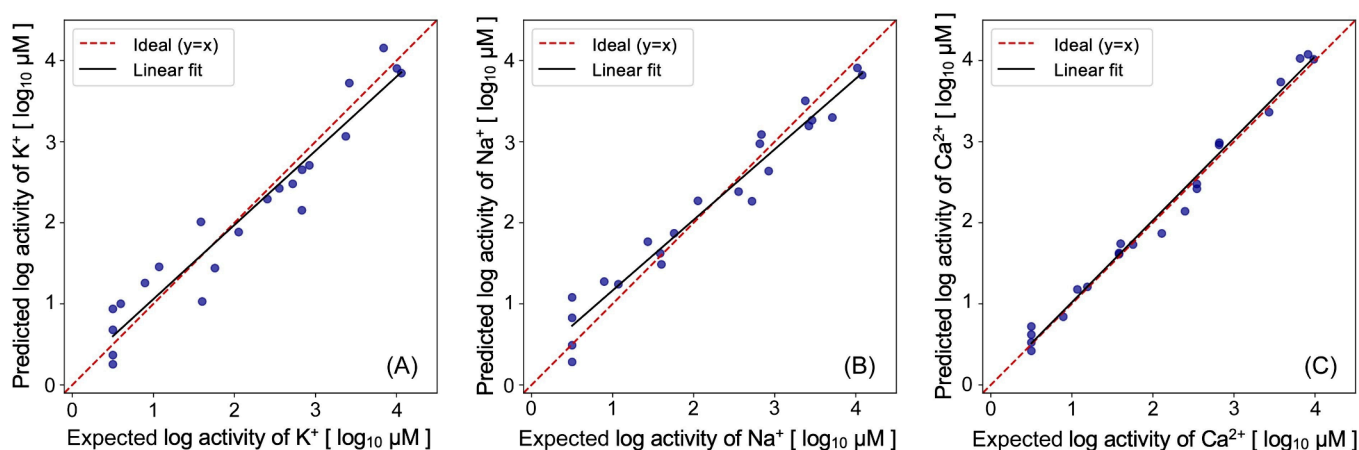 Ideal (y=x)
Linear fit
Predicted log activity of K⁺ [ log₁₀ µM ]
4
3
2
1
0
(A)
0 1 2 3 4
Expected log activity of K⁺ [ log₁₀ µM ]
Ideal (y=x)
Linear fit
Predicted log activity of Na⁺ [ log₁₀ µM ]
4
3
2
1
0
(B)
0 1 2 3 4
Expected log activity of Na⁺ [ log₁₀ µM ]
Ideal (y=x)
Linear fit
Predicted log activity of Ca²⁺ [ log₁₀ µM ]
4
3
2
1
0
(C)
0 1 2 3 4
Expected log activity of Ca²⁺ [ log₁₀ µM ]